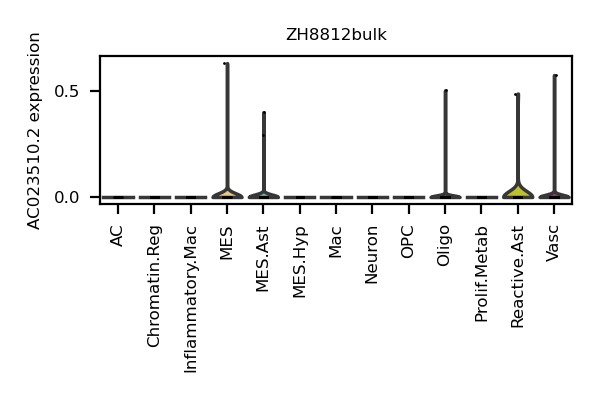 ZH8812bulk
AC023510.2 expression
0.5
0.0
AC
Chromatin.Reg
Inflammatory.Mac
MES
MES.Ast
MES.Hyp
Mac
Neuron
OPC
Oligo
Prolif.Metab
Reactive.Ast
Vasc